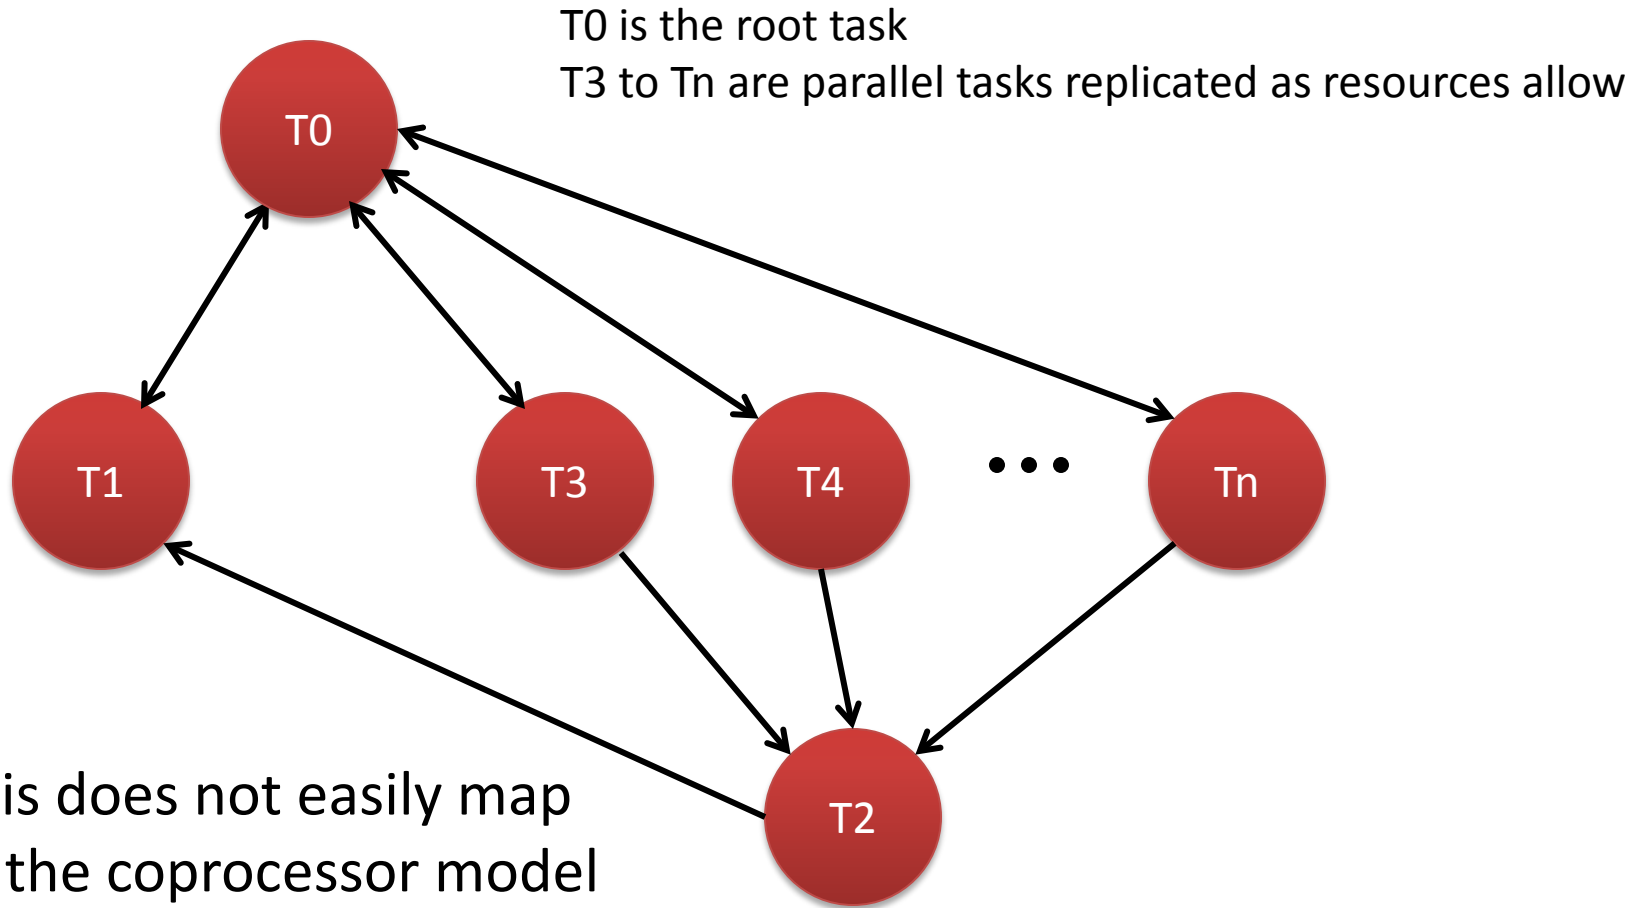 T0 is the root task
T3 to Tn are parallel tasks replicated as resources allow
T0
T1
T3
T4
•••
Tn
T2
is does not easily map
the coprocessor model